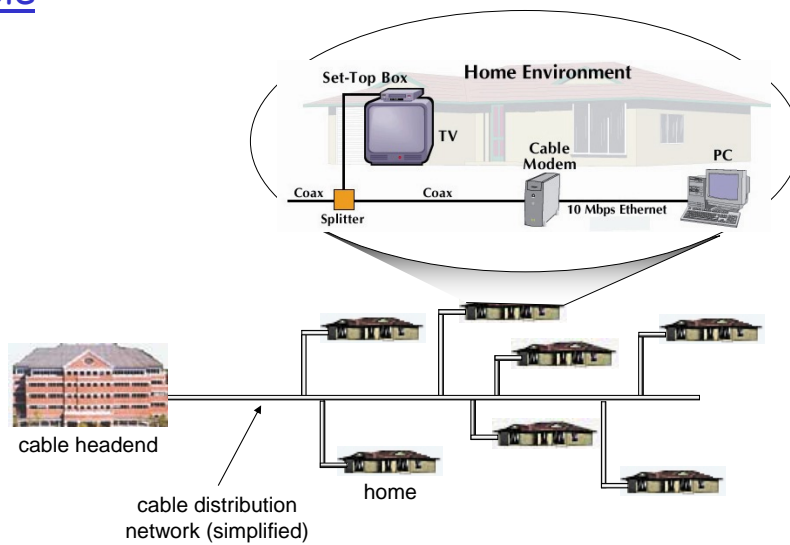 Home Environment
Set-Top Box
TV
Cable
Modem
PC
Coax
Coax
Splitter
10 Mbps Ethernet
cable headend
home
cable distribution
network (simplified)